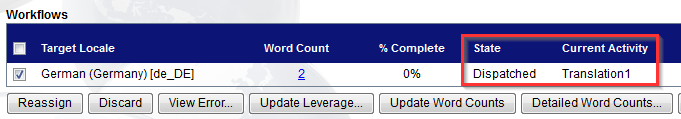 Workflows
Target Locale Word Count % Complete State Current Activity
German (Germany) [de_DE] 2 0% Dispatched Translation1
Reassign Discard View Error... Update Leverage... Update Word Counts Detailed Word Counts...